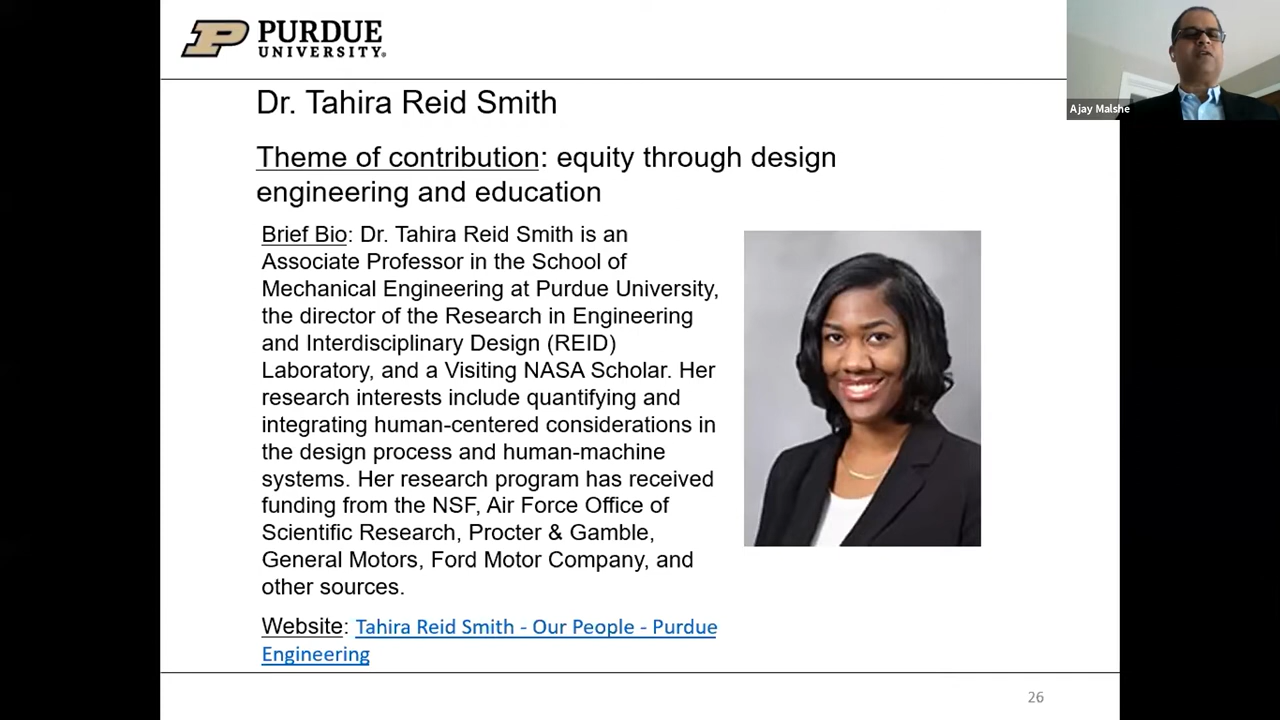 PURDUE
UNIVERSITY®
Ajay Malshe
Dr. Tahira Reid Smith
Theme of contribution: equity through design
engineering and education
Brief Bio: Dr. Tahira Reid Smith is an
Associate Professor in the School of
Mechanical Engineering at Purdue University,
the director of the Research in Engineering
and Interdisciplinary Design (REID)
Laboratory, and a Visiting NASA Scholar. Her
research interests include quantifying and
integrating human-centered considerations in
the design process and human-machine
systems. Her research program has received
funding from the NSF, Air Force Office of
Scientific Research, Procter & Gamble,
General Motors, Ford Motor Company, and
other sources.
Website: Tahira Reid Smith - Our People - Purdue
Engineering
26